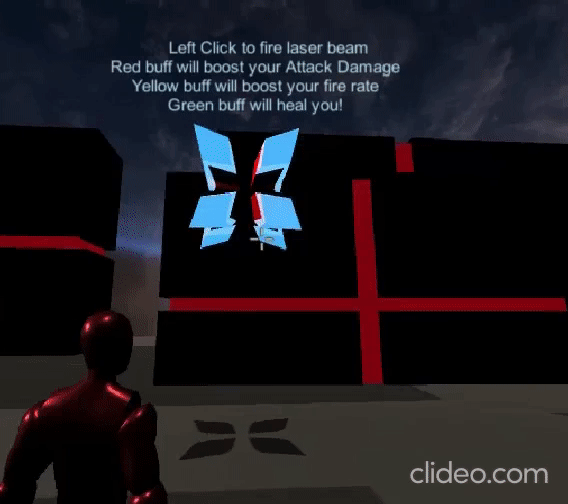 Left Click to fire laser beam
Red buff will boost your Attack Damage
Yellow buff will boost your fire rate
Green buff will heal you!
clideo.com